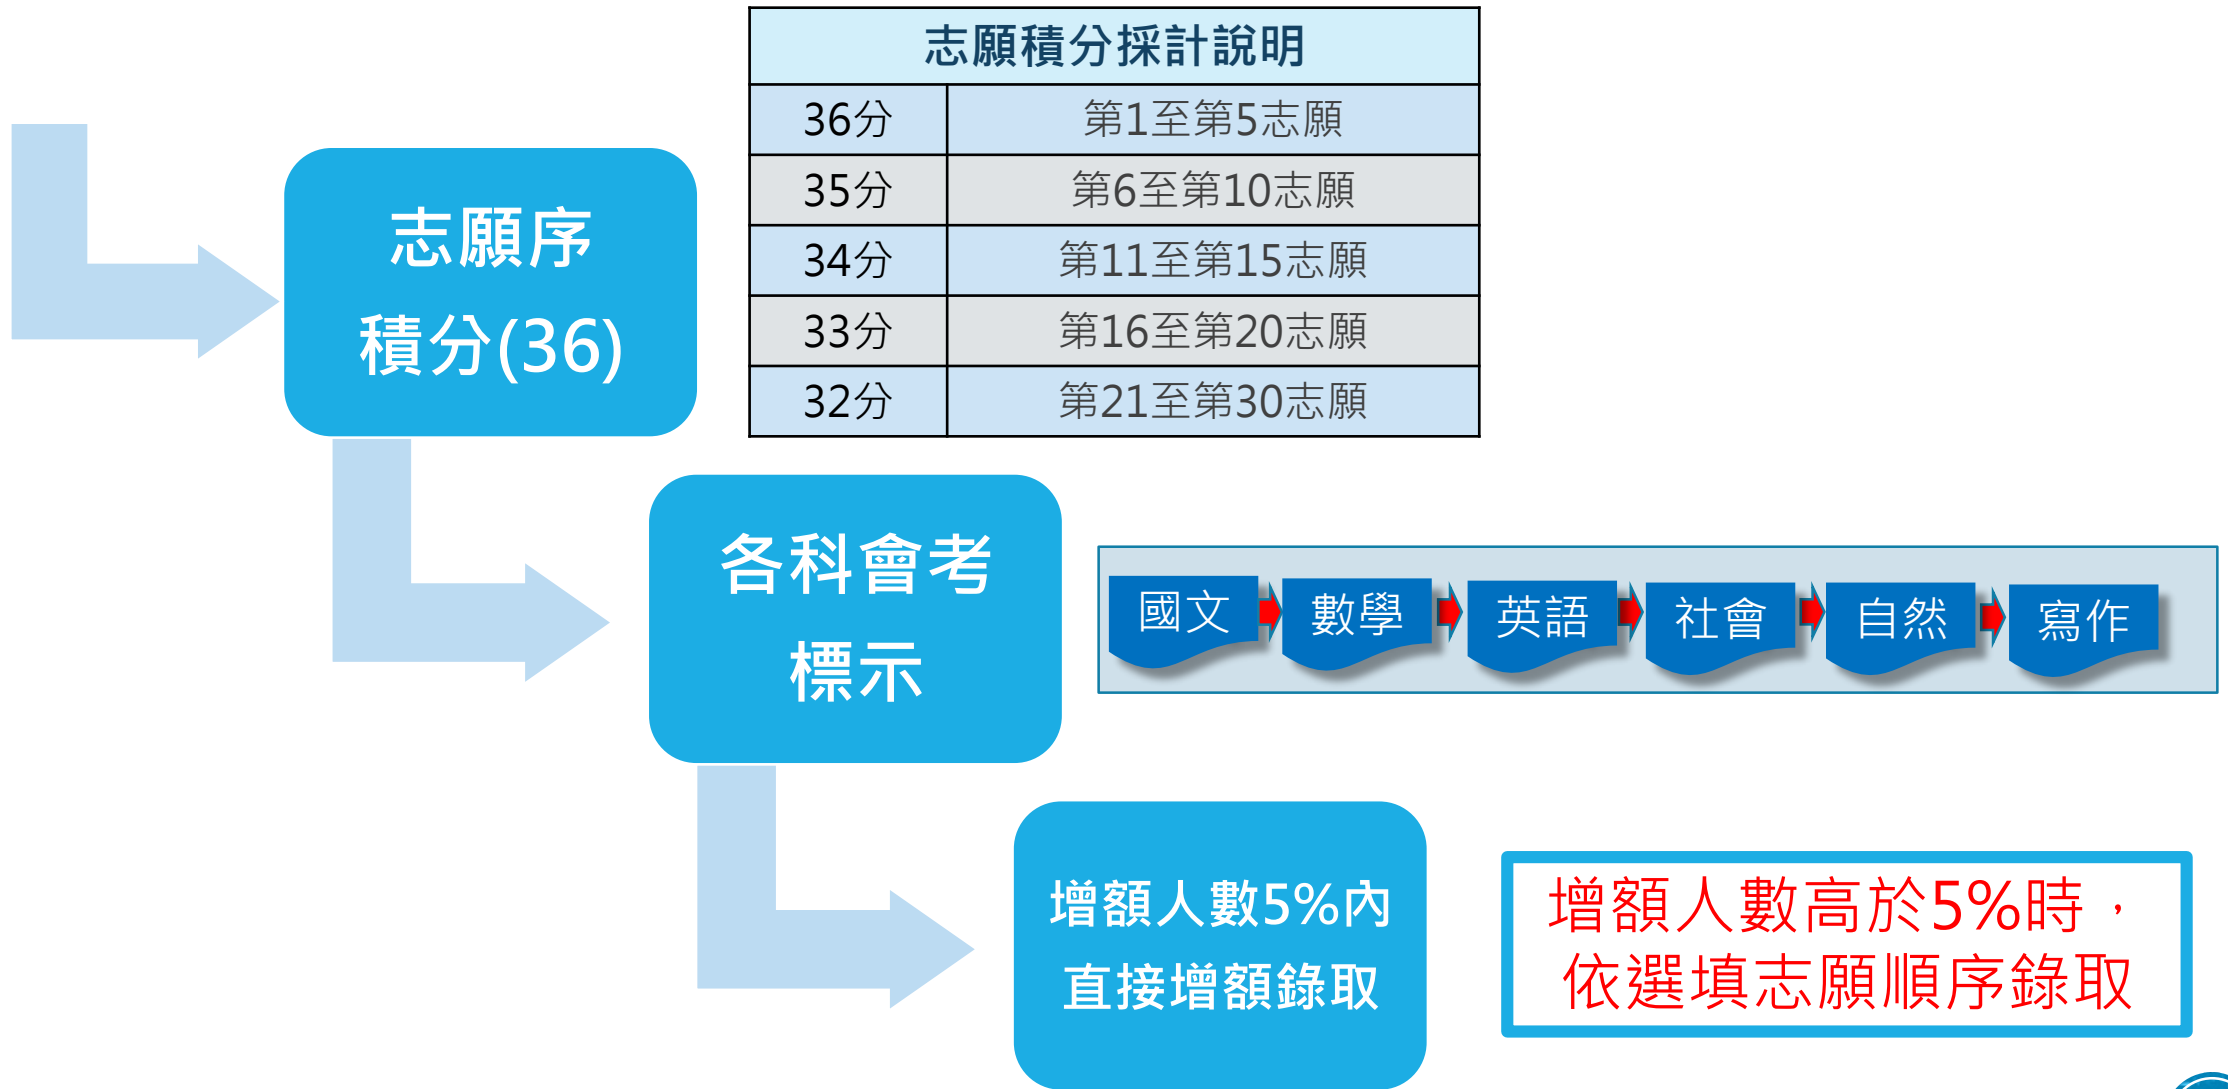 志願積分採計說明
36分 第1至第5志願
35分 第6至第10志願
34分 第11至第15志願
33分 第16至第20志願
32分 第21至第30志願
志願序
積分(36)
各科會考
標示
國文 數學 英語 社會 自然 寫作
增額人數5%內
直接增額錄取
增額人數高於5%時，
依選填志願順序錄取